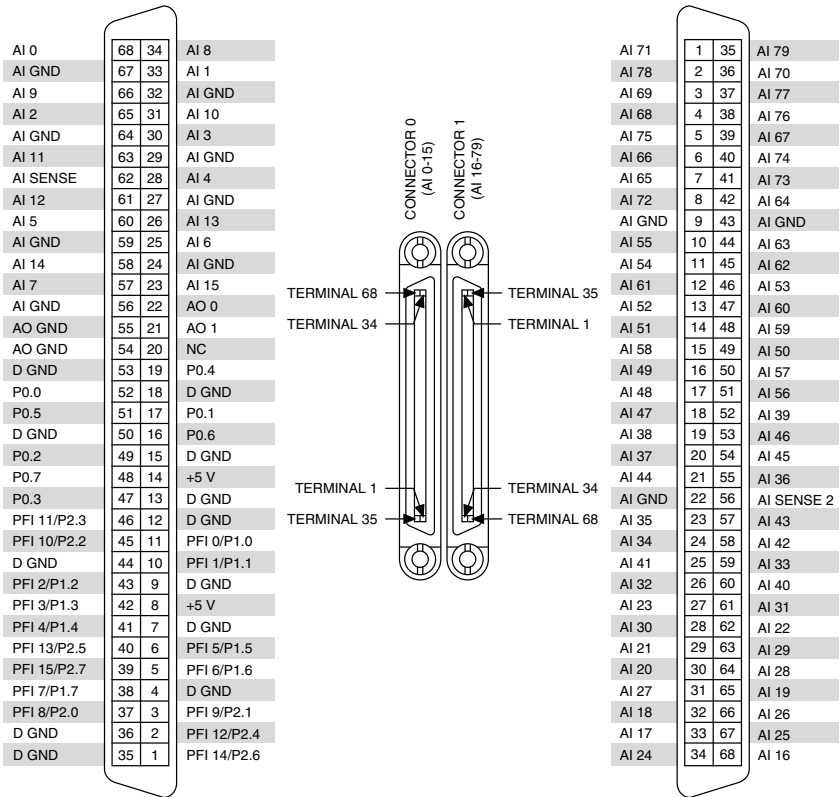 AI 0 68 34 AI 8
AI GND 67 33 AI 1
AI 9 66 32 AI GND
AI 2 65 31 AI 10
AI GND 64 30 AI 3
AI 11 63 29 AI GND
AI SENSE 62 28 AI 4
AI 12 61 27 AI GND
AI 5 60 26 AI 13
AI GND 59 25 AI 6
AI 14 58 24 AI GND
AI 7 57 23 AI 15
AI GND 56 22 AO 0
AO GND 55 21 AO 1
AO GND 54 20 NC
D GND 53 19 P0.4
P0.0 52 18 D GND
P0.5 51 17 P0.1
D GND 50 16 P0.6
P0.2 49 15 D GND
P0.7 48 14 +5 V
P0.3 47 13 D GND
PFI 11/P2.3 46 12 D GND
PFI 10/P2.2 45 11 PFI 0/P1.0
D GND 44 10 PFI 1/P1.1
PFI 2/P1.2 43 9 D GND
PFI 3/P1.3 42 8 +5 V
PFI 4/P1.4 41 7 D GND
PFI 13/P2.5 40 6 PFI 5/P1.5
PFI 15/P2.7 39 5 PFI 6/P1.6
PFI 7/P1.7 38 4 D GND
PFI 8/P2.0 37 3 PFI 9/P2.1
D GND 36 2 PFI 12/P2.4
D GND 35 1 PFI 14/P2.6
CONNECTOR 0
(AI 0-15)
CONNECTOR 1
(AI 16-79)
TERMINAL 68
TERMINAL 34
TERMINAL 35
TERMINAL 1
TERMINAL 1
TERMINAL 35
TERMINAL 34
TERMINAL 68
AI 71 1 35 AI 79
AI 78 2 36 AI 70
AI 69 3 37 AI 77
AI 68 4 38 AI 76
AI 75 5 39 AI 67
AI 66 6 40 AI 74
AI 65 7 41 AI 73
AI 72 8 42 AI 64
AI GND 9 43 AI GND
AI 55 10 44 AI 63
AI 54 11 45 AI 62
AI 61 12 46 AI 53
AI 52 13 47 AI 60
AI 51 14 48 AI 59
AI 58 15 49 AI 50
AI 49 16 50 AI 57
AI 48 17 51 AI 56
AI 47 18 52 AI 39
AI 38 19 53 AI 46
AI 37 20 54 AI 45
AI 44 21 55 AI 36
AI GND 22 56 AI SENSE 2
AI 35 23 57 AI 43
AI 34 24 58 AI 42
AI 41 25 59 AI 33
AI 32 26 60 AI 40
AI 23 27 61 AI 31
AI 30 28 62 AI 22
AI 21 29 63 AI 29
AI 20 30 64 AI 28
AI 27 31 65 AI 19
AI 18 32 66 AI 26
AI 17 33 67 AI 25
AI 24 34 68 AI 16